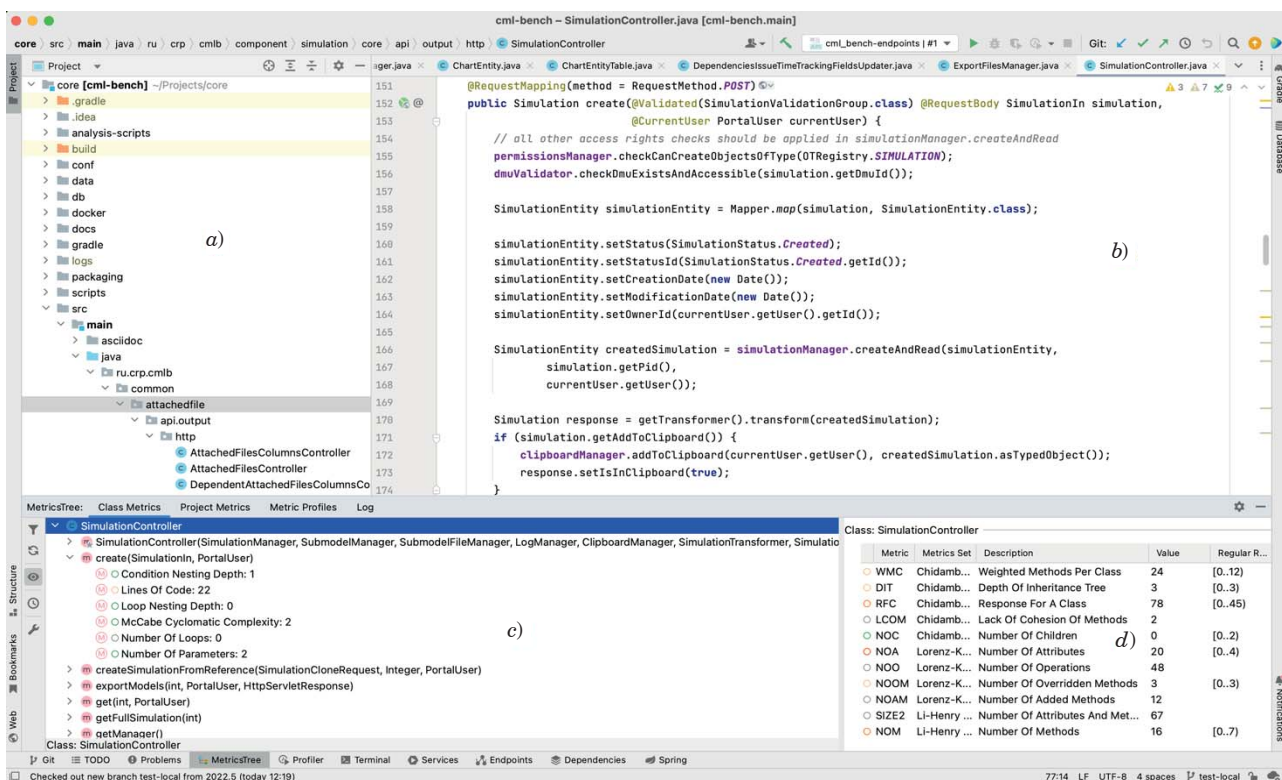 cml-bench – SimulationController.java [cml-bench.main]
core › src › main › java › ru › crp › cmlb › component › simulation › core › api › output › http › SimulationController
cml_bench-endpoints | #1
Git:
Project
ager.java × ChartEntity.java × ChartEntityTable.java × DependenciesIssueTimeTrackingFieldsUpdater.java × ExportFilesManager.java × SimulationController.java ×
core [cml-bench] ~/Projects/core
.gradle
.idea
analysis-scripts
build
conf
data
db
docker
docs
gradle
logs
packaging
scripts
src
main
asciidoc
java
ru.crp.cmlb
common
attachedfile
api.output
http
AttachedFilesColumnsController
AttachedFilesController
DependentAttachedFilesColumnsCo
a)
3 7 9
151 @RequestMapping(method = RequestMethod.POST)
152 @ public Simulation create(@Validated(SimulationValidationGroup.class) @RequestBody SimulationIn simulation,
153 @CurrentUser PortalUser currentUser) {
154 // all other access rights checks should be applied in simulationManager.createAndRead
155 permissionsManager.checkCanCreateObjectsOfType(OTRegistry.SIMULATION);
156 dmuValidator.checkDmuExistsAndAccessible(simulation.getDmuId());
157
158 SimulationEntity simulationEntity = Mapper.map(simulation, SimulationEntity.class);
159
160 simulationEntity.setStatus(SimulationStatus.Created);
161 simulationEntity.setStatusId(SimulationStatus.Created.getId());
162 simulationEntity.setCreationDate(new Date());
163 simulationEntity.setModificationDate(new Date());
164 simulationEntity.setOwnerId(currentUser.getUser().getId());
165
166 SimulationEntity createdSimulation = simulationManager.createAndRead(simulationEntity,
167 simulation.getPid(),
168 currentUser.getUser());
169
170 Simulation response = getTransformer().transform(createdSimulation);
171 if (simulation.getAddToClipboard()) {
172 clipboardManager.addToClipboard(currentUser.getUser(), createdSimulation.asTypedObject());
173 response.setIsInClipboard(true);
174 }
b)
Project
Structure
Bookmarks
Web
Gradle
Database
Notifications
MetricsTree: Class Metrics Project Metrics Metric Profiles Log
SimulationController
SimulationController(SimulationManager, SubmodelManager, SubmodelFileManager, LogManager, ClipboardManager, SimulationTransformer, Simulatio
create(SimulationIn, PortalUser)
Condition Nesting Depth: 1
Lines Of Code: 22
Loop Nesting Depth: 0
McCabe Cyclomatic Complexity: 2
Number Of Loops: 0
Number Of Parameters: 2
createSimulationFromReference(SimulationCloneRequest, Integer, PortalUser)
exportModels(int, PortalUser, HttpServletResponse)
get(int, PortalUser)
getFullSimulation(int)
getManager()
Class: SimulationController
c)
Class: SimulationController
Metric Metrics Set Description Value Regular R...
WMC Chidamb... Weighted Methods Per Class 24 [0..12)
DIT Chidamb... Depth Of Inheritance Tree 3 [0..3)
RFC Chidamb... Response For A Class 78 [0..45)
LCOM Chidamb... Lack Of Cohesion Of Methods 2
NOC Chidamb... Number Of Children 0 [0..2)
NOA Lorenz-K... Number Of Attributes 20 [0..4)
NOO Lorenz-K... Number Of Operations 48
NOOM Lorenz-K... Number Of Overridden Methods 3 [0..3)
NOAM Lorenz-K... Number Of Added Methods 12
SIZE2 Li-Henry ... Number Of Attributes And Met... 67
NOM Li-Henry ... Number Of Methods 16 [0..7)
d)
Git TODO Problems MetricsTree Profiler Terminal Services Endpoints Dependencies Spring
Checked out new branch test-local from 2022.5 (today 12:19)
77:14 LF UTF-8 4 spaces test-local